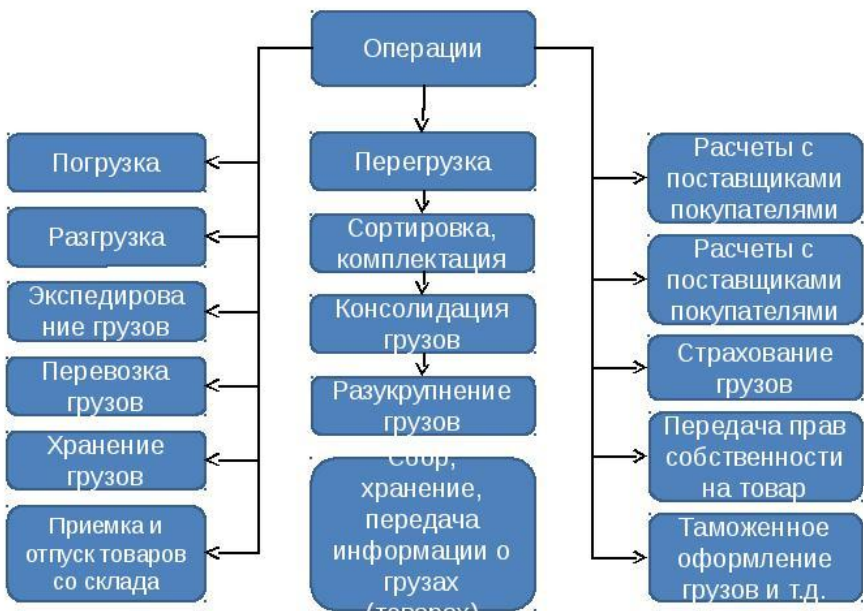 Операции
Погрузка
Разгрузка
Экспедирова
ние грузов
Перевозка
грузов
Хранение
грузов
Приемка и
отпуск товаров
со склада
Перегрузка
Сортировка,
комплектация
Консолидация
грузов
Разукрупнение
грузов
Сбор,
хранение,
передача
информации о
грузах
(товарах)
Расчеты с
поставщиками
покупателями
Расчеты с
поставщиками
покупателями
Страхование
грузов
Передача прав
собственности
на товар
Таможенное
оформление
грузов и т.д.